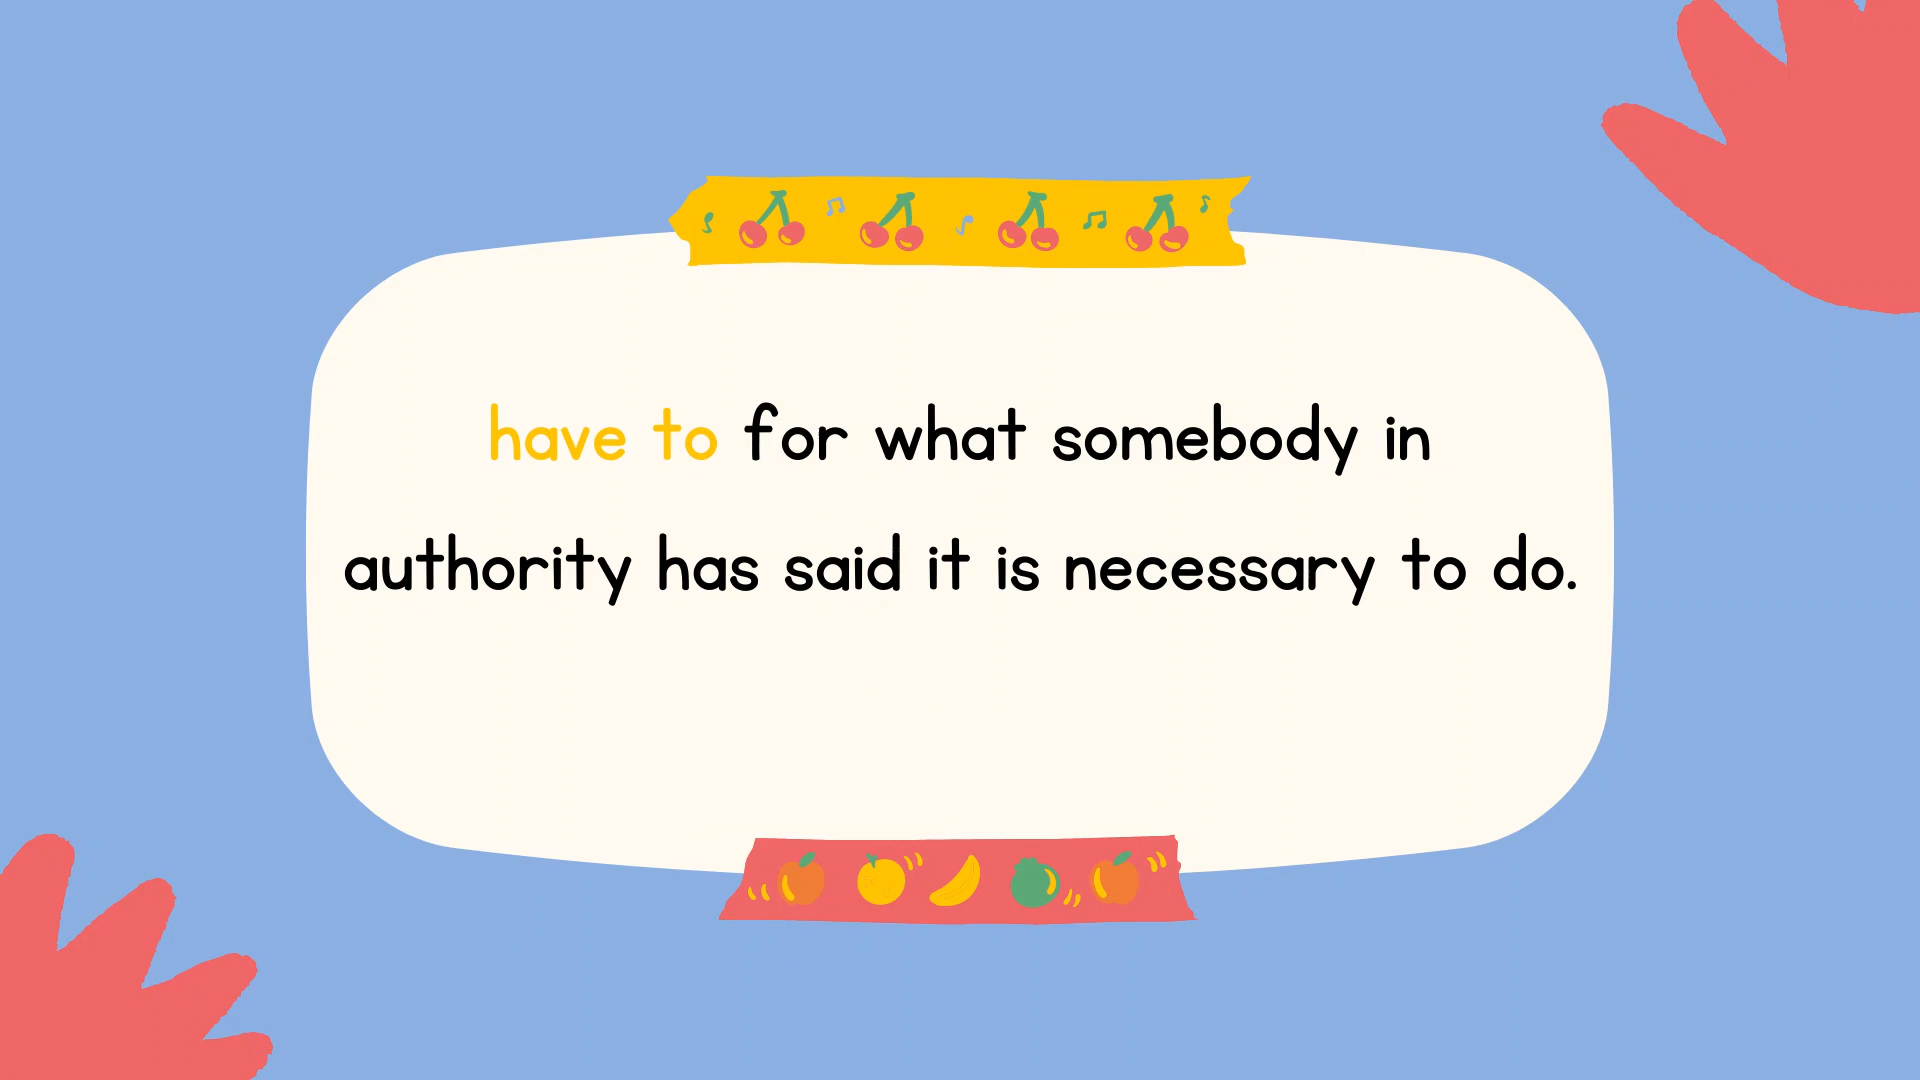 have to for what somebody in
authority has said it is necessary to do.